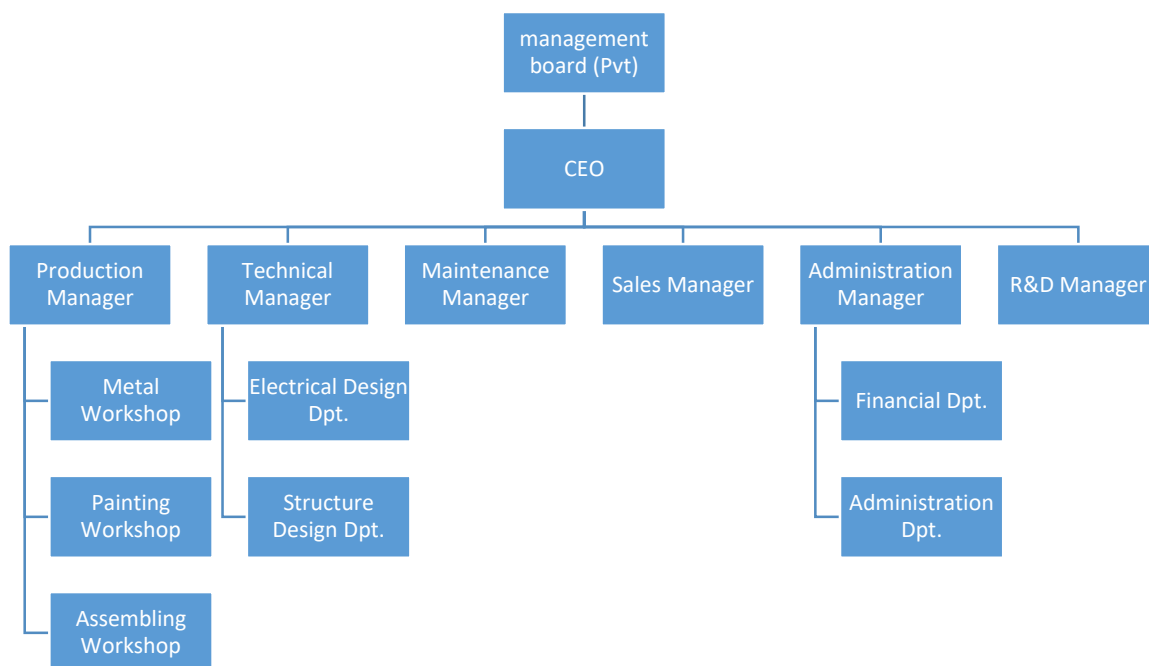 management
board (Pvt)
CEO
Production
Manager
Technical
Manager
Maintenance
Manager
Sales Manager
Administration
Manager
R&D Manager
Metal
Workshop
Electrical Design
Dpt.
Financial Dpt.
Painting
Workshop
Structure
Design Dpt.
Administration
Dpt.
Assembling
Workshop